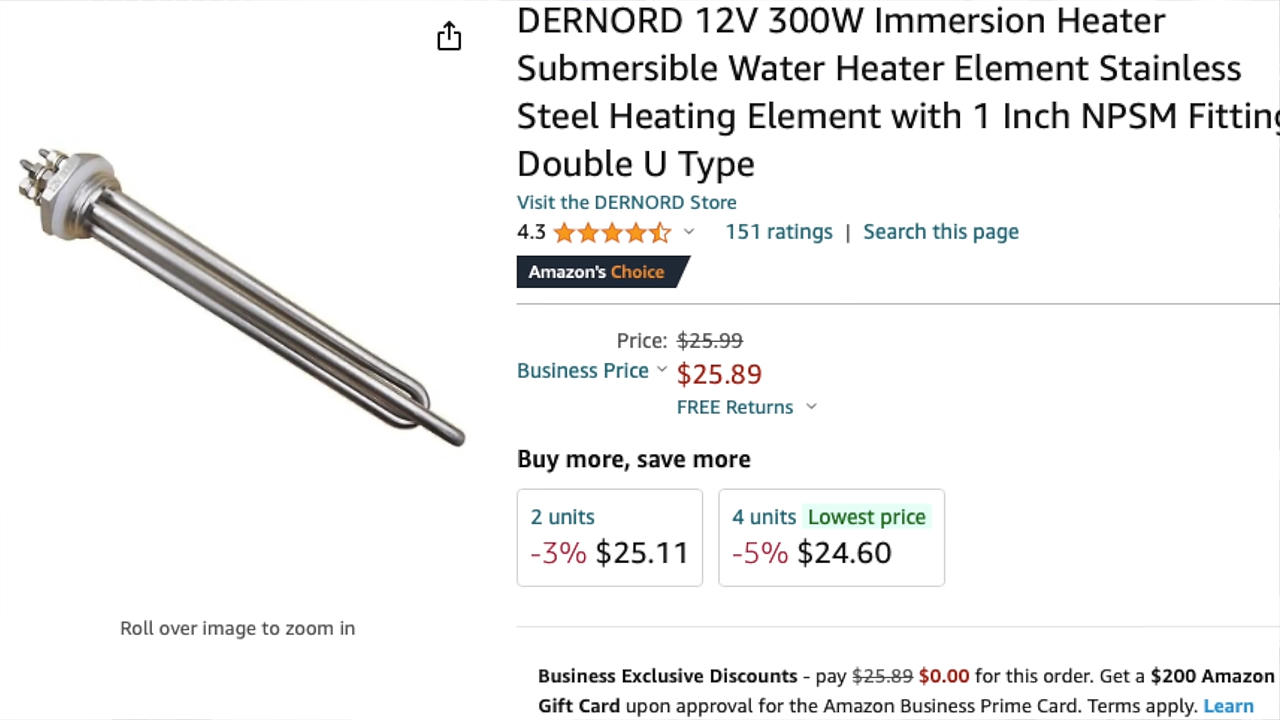 DERNORD 12V 300W Immersion Heater
Submersible Water Heater Element Stainless
Steel Heating Element with 1 Inch NPSM Fitting
Double U Type
Visit the DERNORD Store
4.3 151 ratings | Search this page
Amazon's Choice
Price: $25.99
Business Price $25.89
FREE Returns
Buy more, save more
2 units
-3% $25.11
4 units Lowest price
-5% $24.60
Roll over image to zoom in
Business Exclusive Discounts - pay $25.89 $0.00 for this order. Get a $200 Amazon
Gift Card upon approval for the Amazon Business Prime Card. Terms apply. Learn